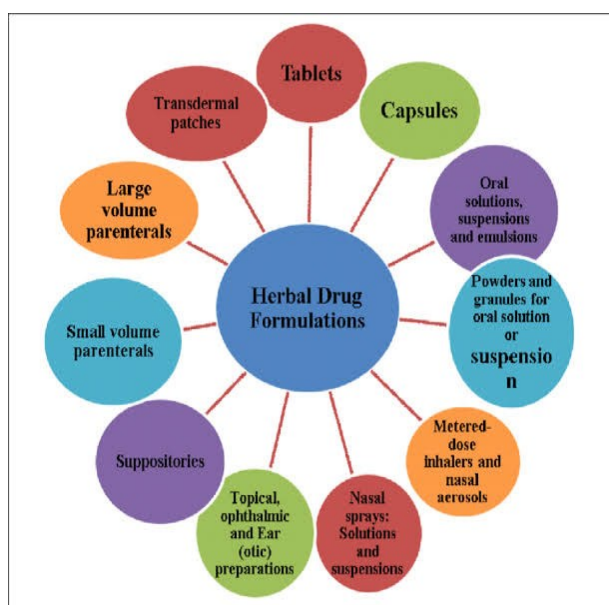 Tablets
Capsules
Oral
solutions,
suspensions
and emulsions
Powders and
granules for
oral solution
or
suspensio
n
Metered-
dose
inhalers and
nasal
aerosols
Nasal
sprays:
Solutions
and
suspensions
Topical,
ophthalmic
and Ear
(otic)
preparations
Suppositories
Small volume
parenterals
Large
volume
parenterals
Transdermal
patches
Herbal Drug
Formulations